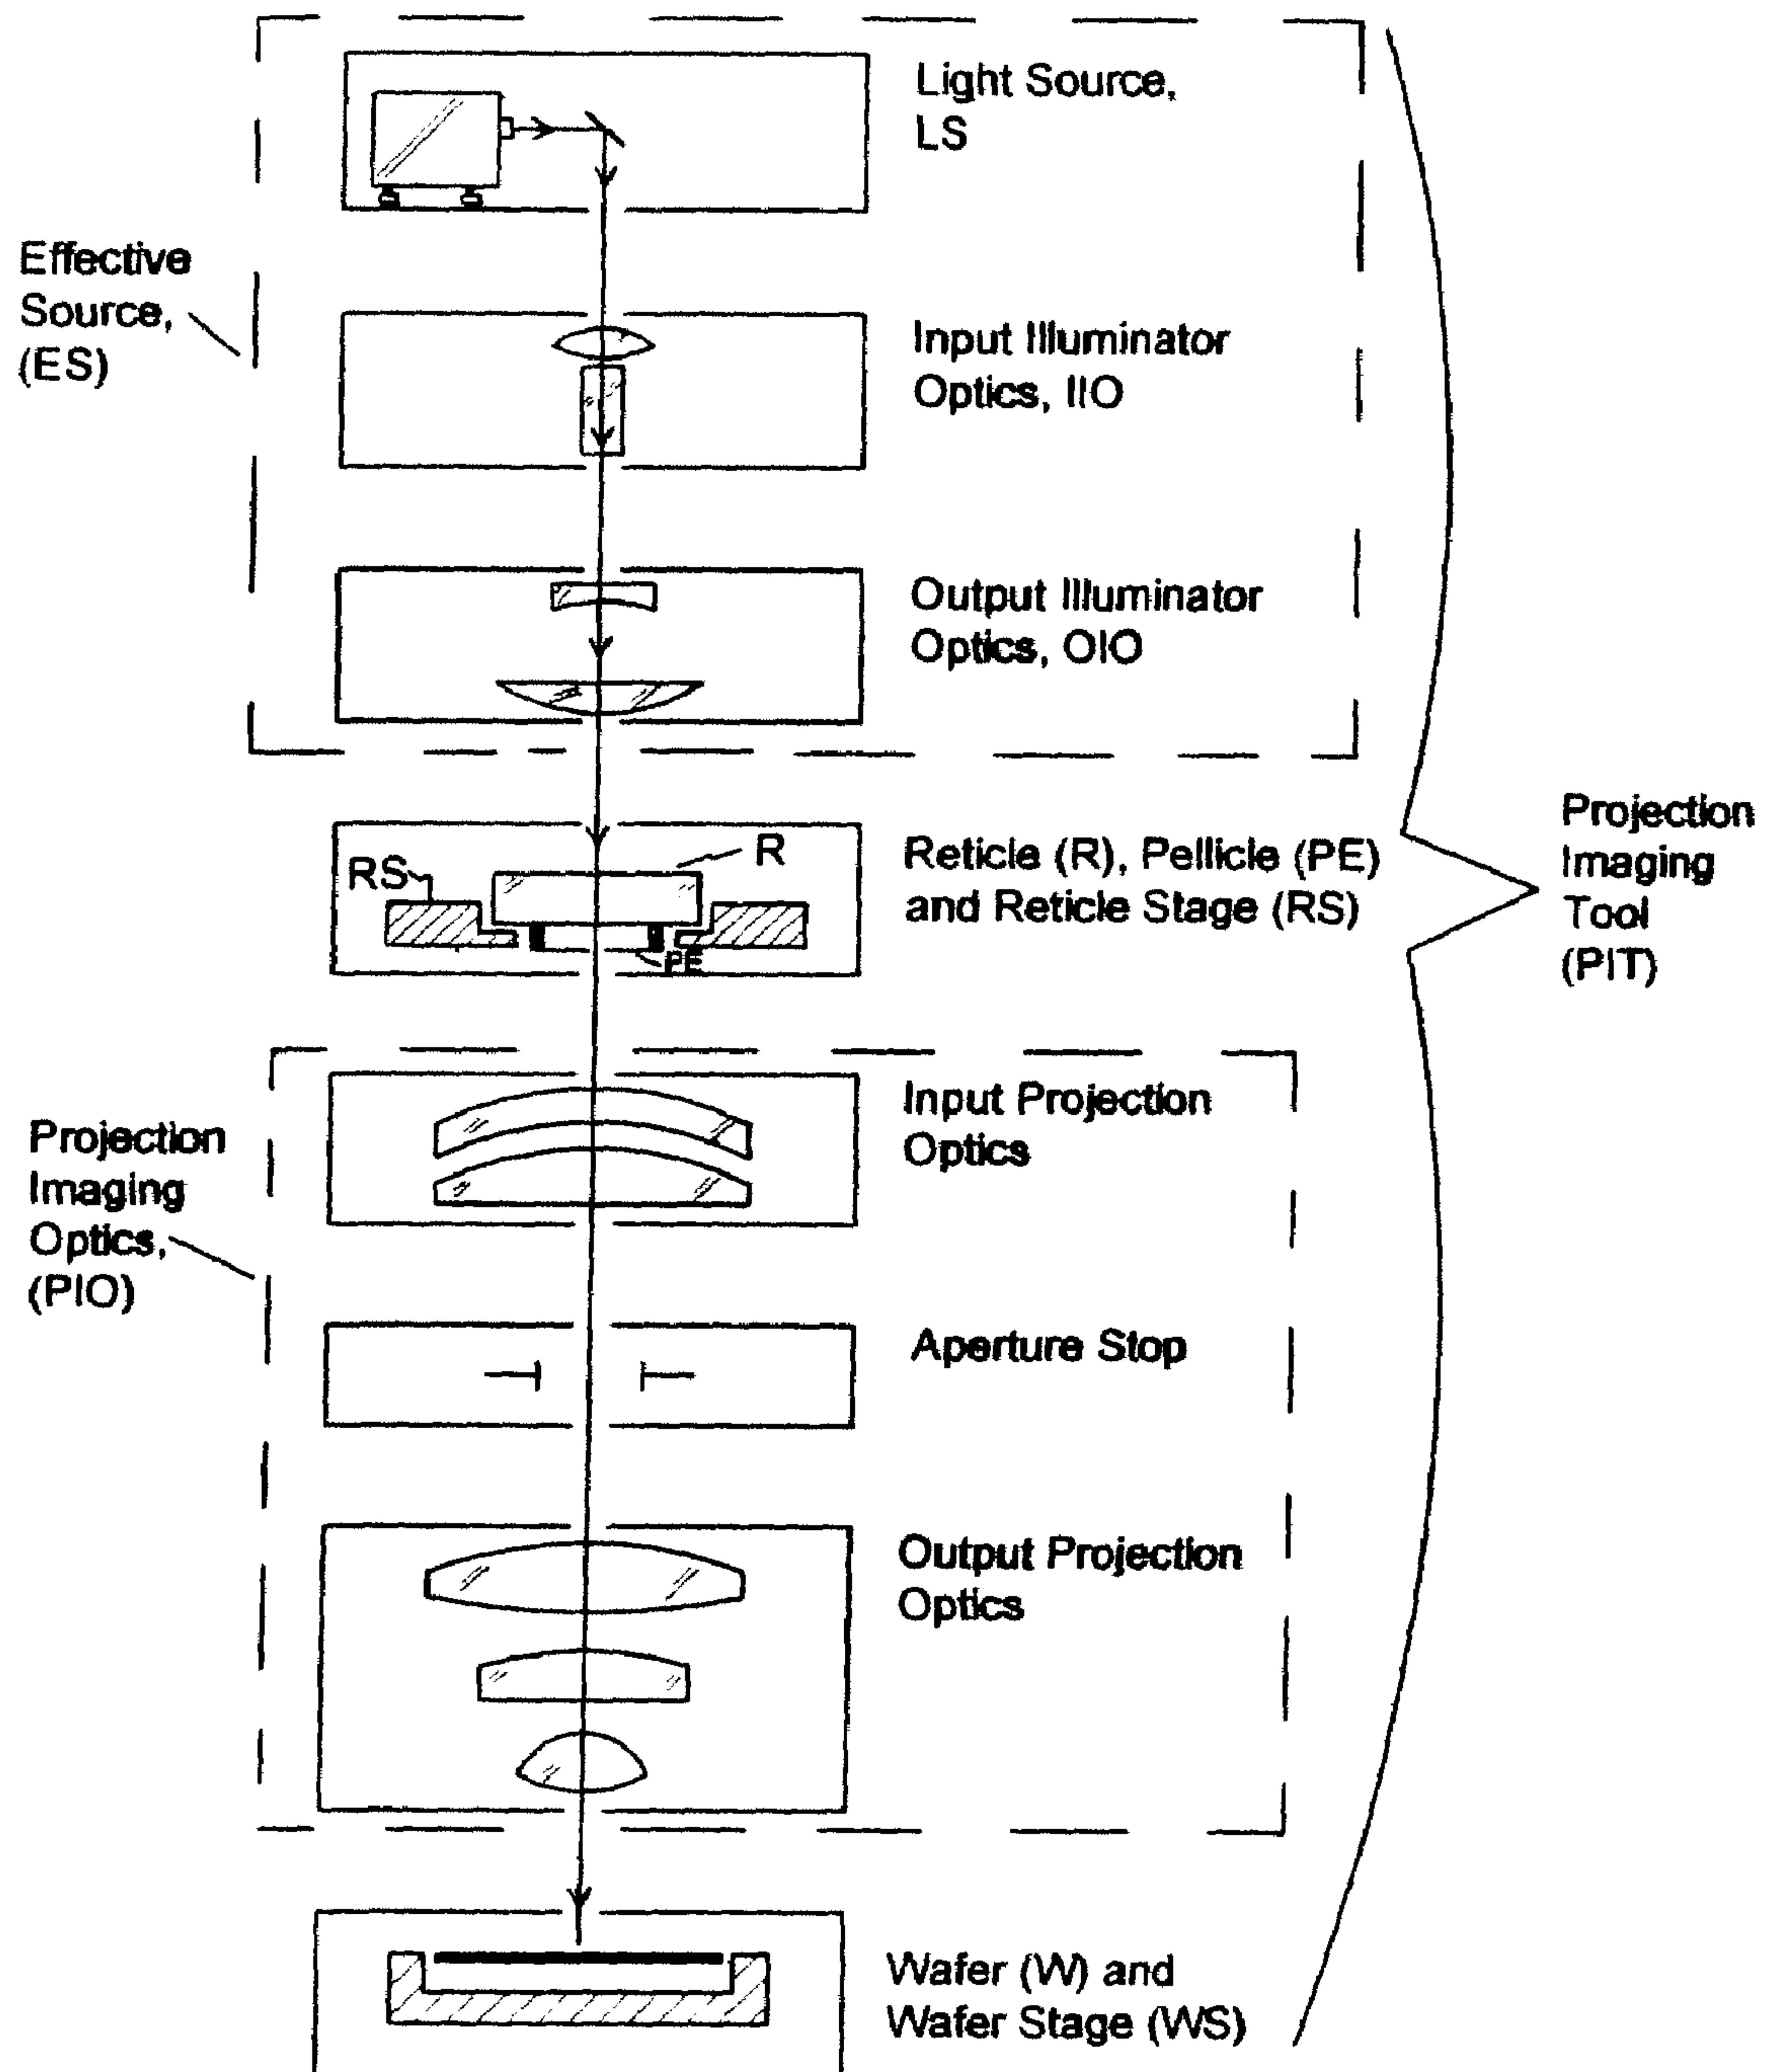 Light Source,
LS
Effective
Source,
(ES)
Input Illuminator
Optics, IIO
Output Illuminator
Optics, OIO
RS
R
PE
Reticle (R), Pellicle (PE)
and Reticle Stage (RS)
Projection
Imaging
Tool
(PIT)
Projection
Imaging
Optics,
(PIO)
Input Projection
Optics
Aperture Stop
Output Projection
Optics
Wafer (W) and
Wafer Stage (WS)